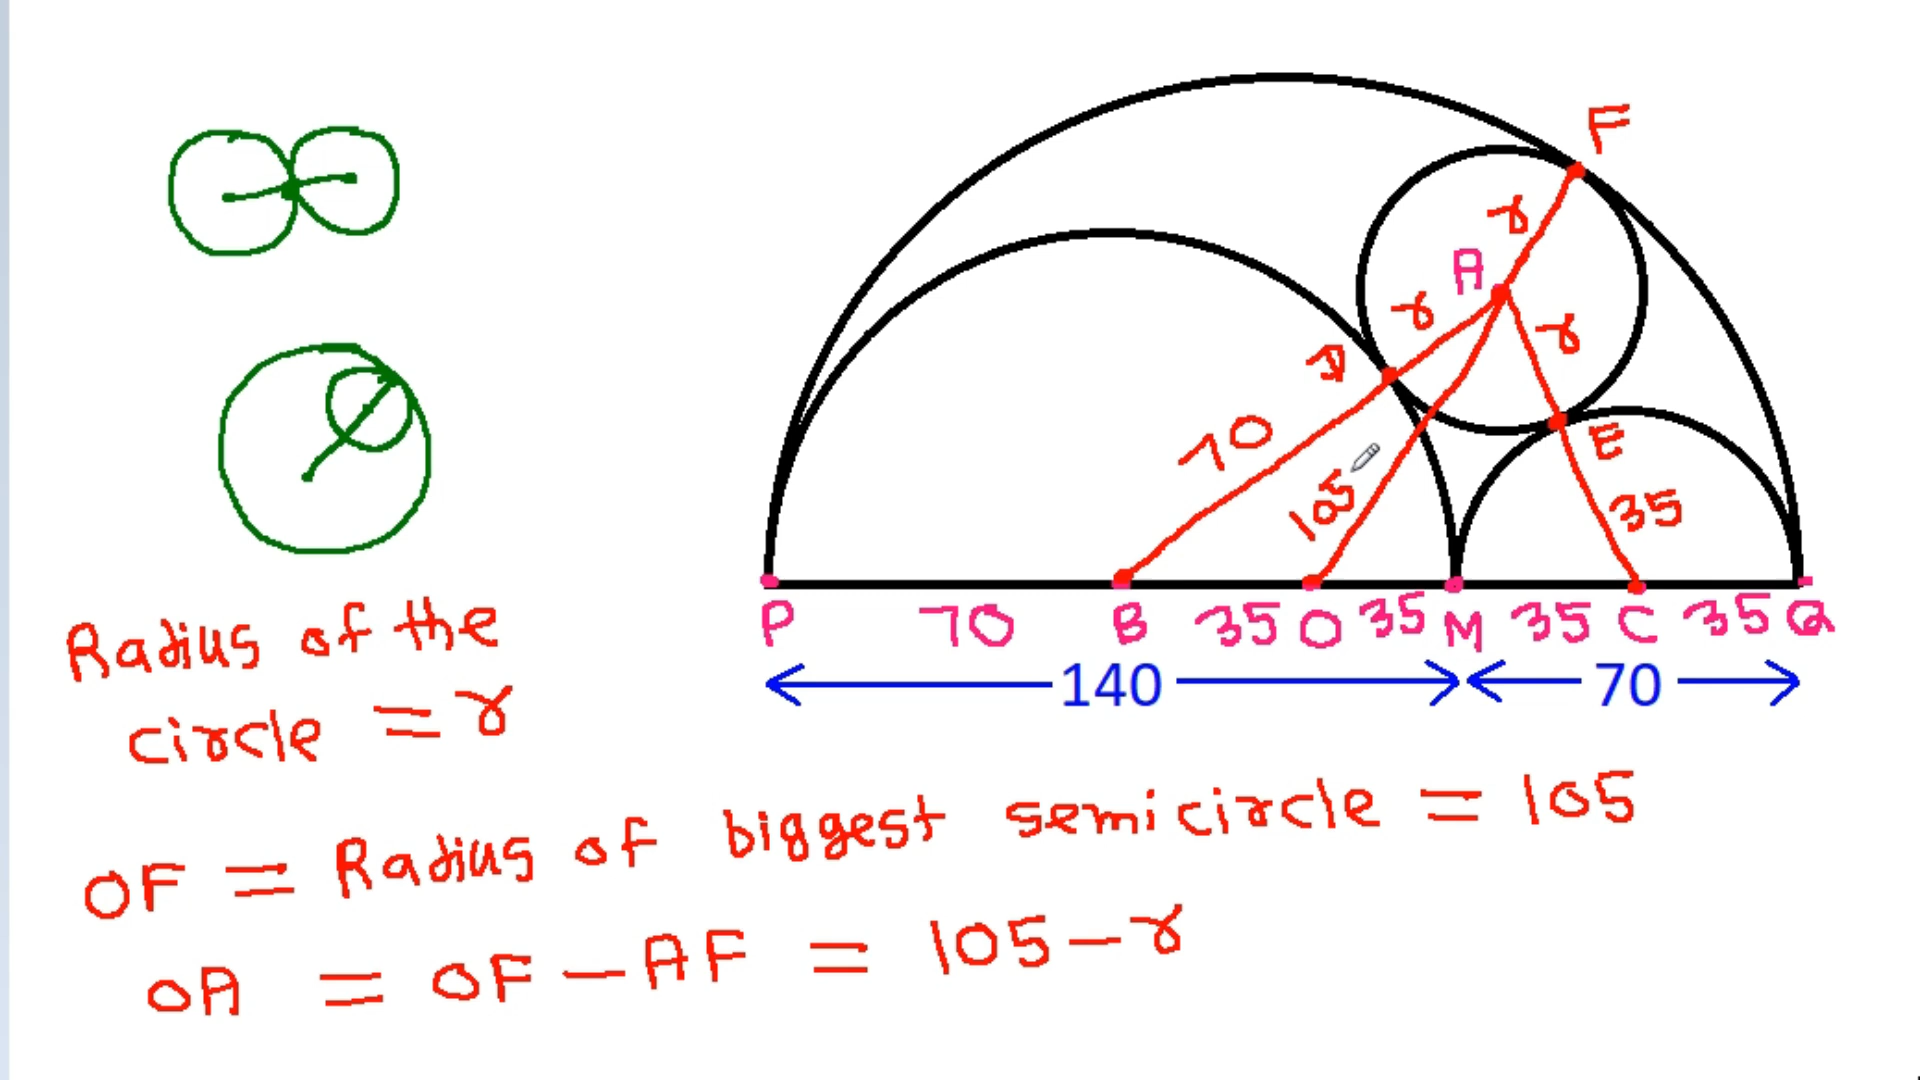 F
r
A
r
r
D
70
E
105
35
P 70 B 35 O 35 M 35 C 35 Q
140 70
Radius of the
circle = r
OF = Radius of biggest semicircle = 105
OA = OF - AF = 105 - r